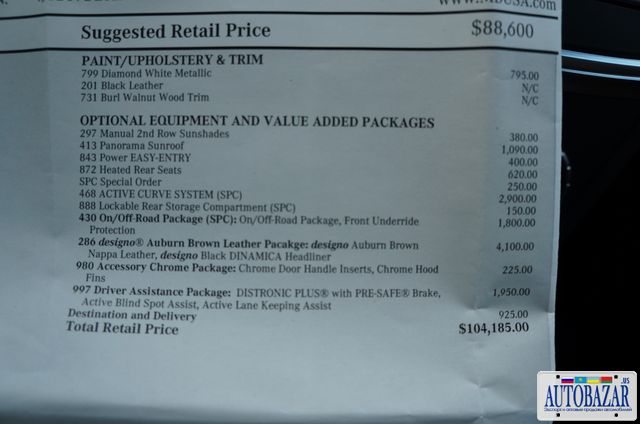 Suggested Retail Price $88,600
PAINT/UPHOLSTERY & TRIM
799 Diamond White Metallic 795.00
201 Black Leather N/C
731 Burl Walnut Wood Trim N/C
OPTIONAL EQUIPMENT AND VALUE ADDED PACKAGES
297 Manual 2nd Row Sunshades 380.00
413 Panorama Sunroof 1,090.00
843 Power EASY-ENTRY 400.00
872 Heated Rear Seats 620.00
SPC Special Order 250.00
468 ACTIVE CURVE SYSTEM (SPC) 2,900.00
888 Lockable Rear Storage Compartment (SPC) 150.00
430 On/Off-Road Package (SPC): On/Off-Road Package, Front Underride 1,800.00
Protection
286 designo® Auburn Brown Leather Pacakge: designo Auburn Brown 4,100.00
Nappa Leather, designo Black DINAMICA Headliner
980 Accessory Chrome Package: Chrome Door Handle Inserts, Chrome Hood 225.00
Fins
997 Driver Assistance Package: DISTRONIC PLUS® with PRE-SAFE® Brake, 1,950.00
Active Blind Spot Assist, Active Lane Keeping Assist
Destination and Delivery 925.00
Total Retail Price $104,185.00
AUTOBAZAR.US